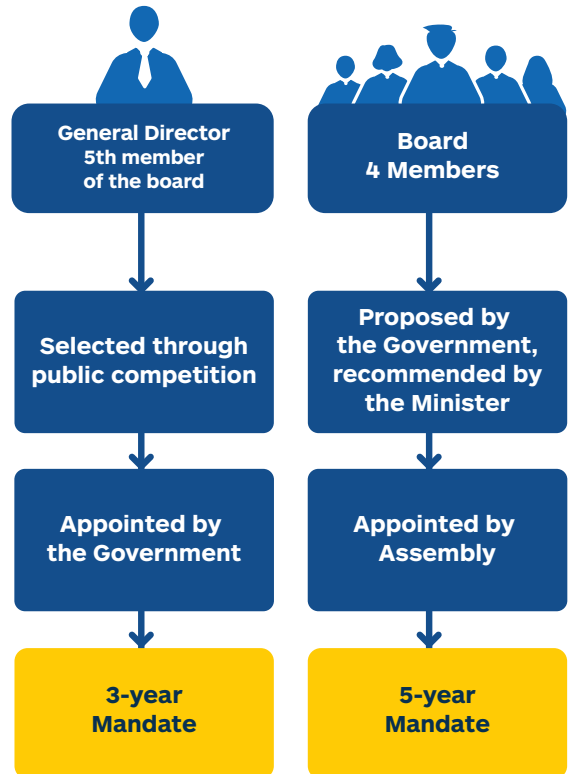 General Director
5th member
of the board
Selected through
public competition
Appointed by
the Government
3-year
Mandate
Board
4 Members
Proposed by
the Government,
recommended by
the Minister
Appointed by
Assembly
5-year
Mandate